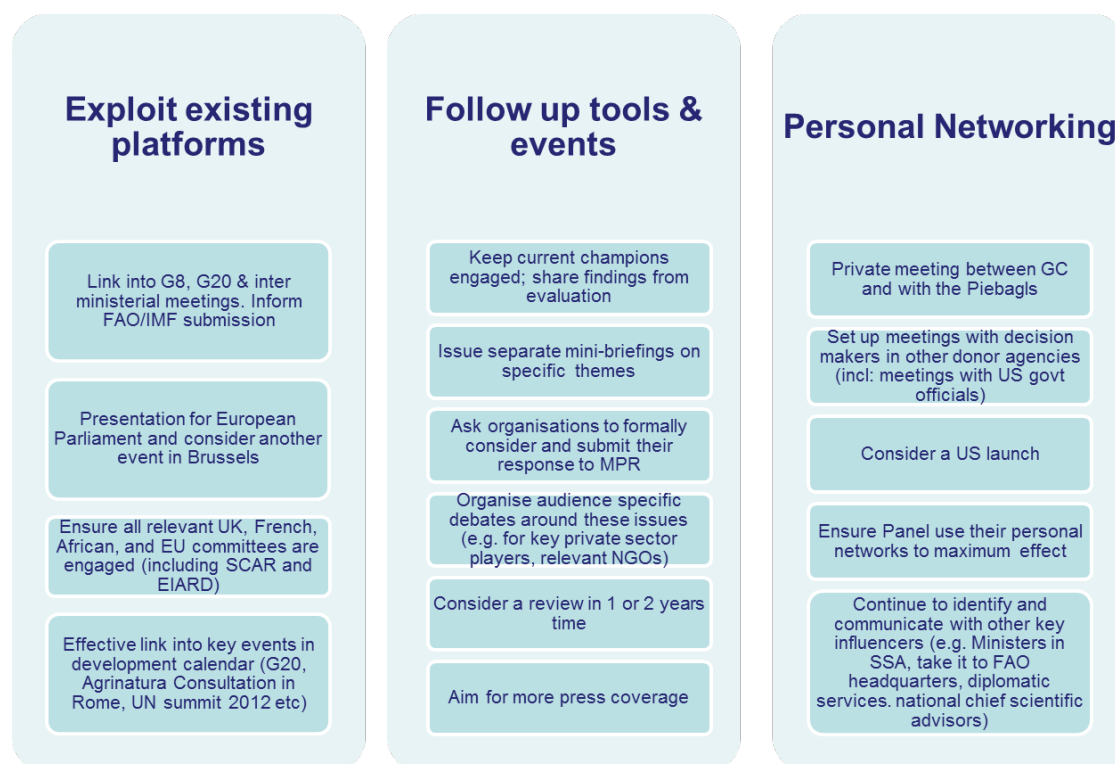 Exploit existing
platforms
Link into G8, G20 & inter
ministerial meetings. Inform
FAO/IMF submission
Presentation for European
Parliament and consider another
event in Brussels
Ensure all relevant UK, French,
African, and EU committees are
engaged (including SCAR and
EIARD)
Effective link into key events in
development calendar (G20,
Agrinatura Consultation in
Rome, UN summit 2012 etc)
Follow up tools &
events
Keep current champions
engaged; share findings from
evaluation
Issue separate mini-briefings on
specific themes
Ask organisations to formally
consider and submit their
response to MPR
Organise audience specific
debates around these issues
(e.g. for key private sector
players, relevant NGOs)
Consider a review in 1 or 2 years
time
Aim for more press coverage
Personal Networking
Private meeting between GC
and with the Piebagls
Set up meetings with decision
makers in other donor agencies
(incl: meetings with US govt
officials)
Consider a US launch
Ensure Panel use their personal
networks to maximum effect
Continue to identify and
communicate with other key
influencers (e.g. Ministers in
SSA, take it to FAO
headquarters, diplomatic
services. national chief scientific
advisors)